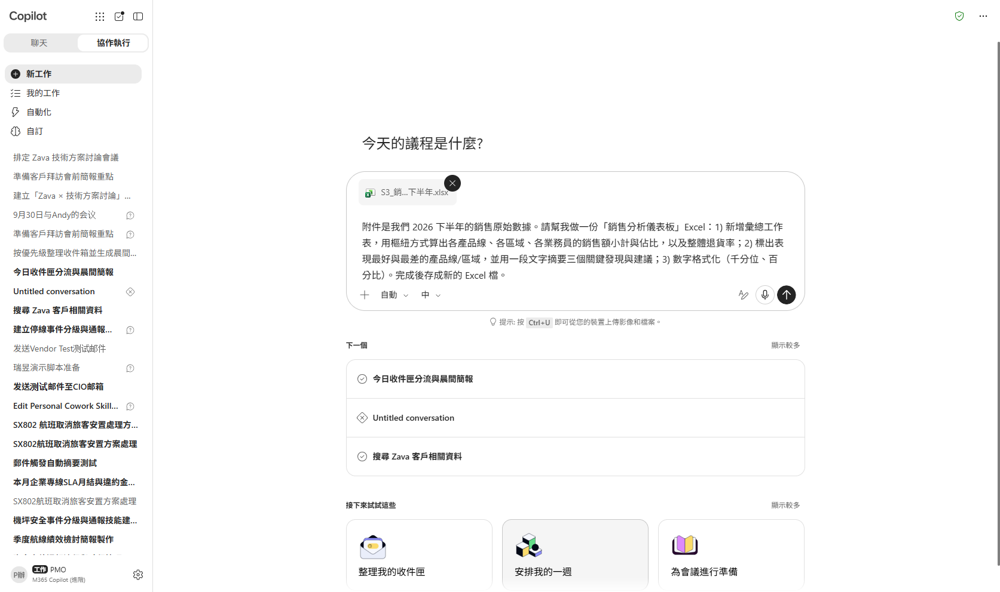 Copilot
聊天
協作執行
新工作
我的工作
自動化
自訂
排定 Zava 技術方案討論會議
準備客戶拜訪會前簡報重點
建立「Zava × 技術方案討論」...
9月30日与Andy的会议
準備客戶拜訪會前簡報重點
按優先級整理收件箱並生成晨間...
今日收件匣分流與晨間簡報
Untitled conversation
搜尋 Zava 客戶相關資料
建立停線事件分級與通報...
发送Vendor Test测试邮件
瑞昱演示脚本准备
发送测试邮件至CIO邮箱
Edit Personal Cowork Skill...
SX802 航班取消旅客安置處理方...
SX802航班取消旅客安置方案處理
郵件觸發自動摘要測試
本月企業專線SLA月結與違約金...
SX802航班取消旅客安置方案處理
機坪安全事件分級與通報技能建...
季度航線績效檢討簡報製作
P辦
工作 PMO
M365 Copilot (進階)
今天的議程是什麼?
S3_銷...下半年.xlsx
附件是我們 2026 下半年的銷售原始數據。請幫我做一份「銷售分析儀表板」Excel：1) 新增彙總工作
表，用樞紐方式算出各產品線、各區域、各業務員的銷售額小計與佔比，以及整體退貨率；2) 標出表
現最好與最差的產品線/區域，並用一段文字摘要三個關鍵發現與建議；3) 數字格式化（千分位、百
分比）。完成後存成新的 Excel 檔。
自動
中
提示: 按 Ctrl+U 即可從您的裝置上傳影像和檔案。
下一個
顯示較多
今日收件匣分流與晨間簡報
Untitled conversation
搜尋 Zava 客戶相關資料
接下來試試這些
顯示較多
整理我的收件匣
安排我的一週
為會議進行準備